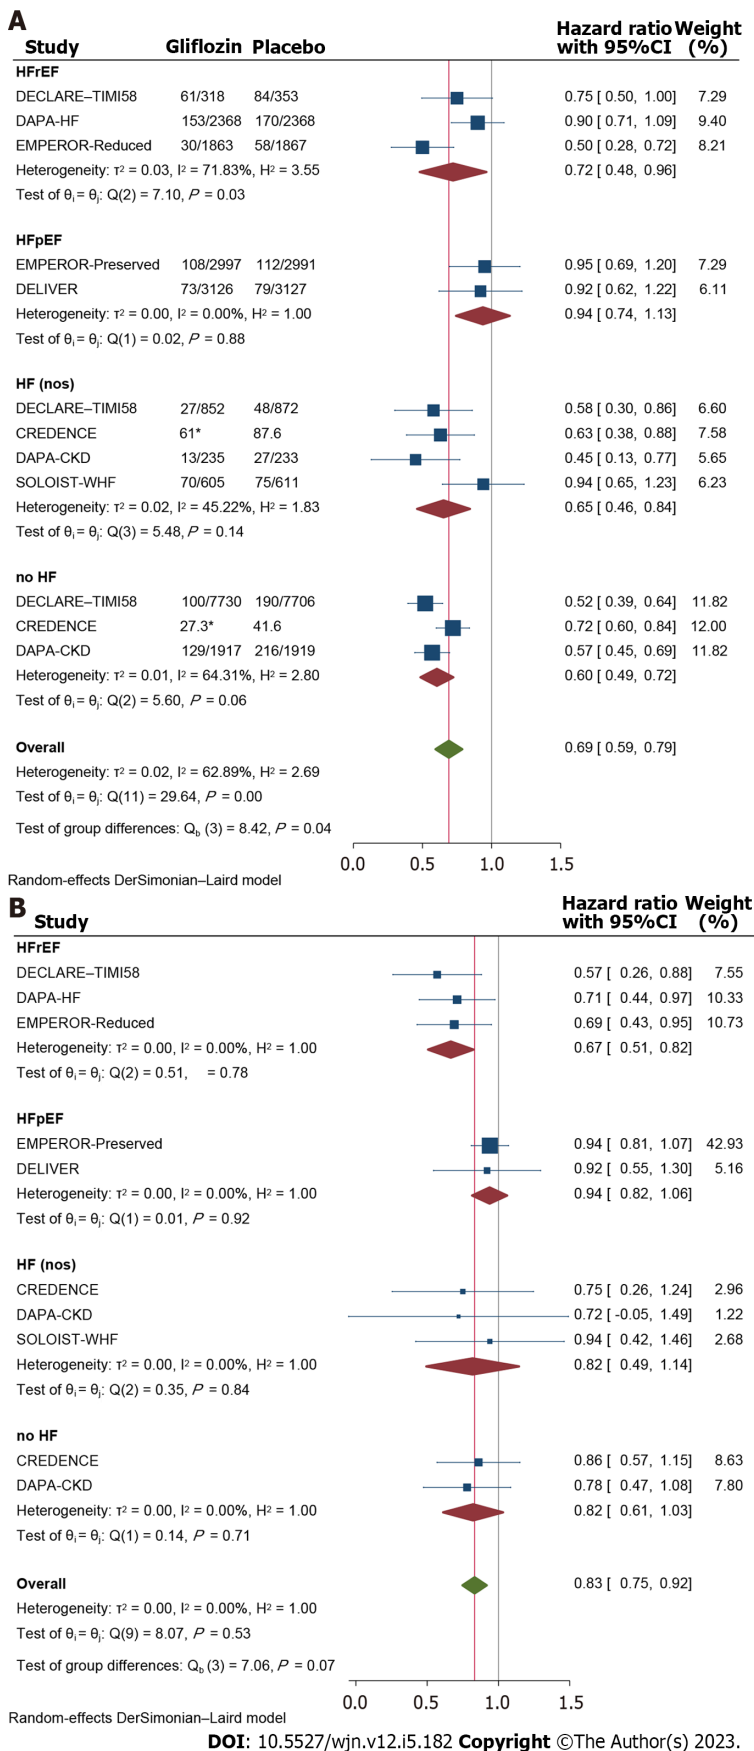 A
Study Gliflozin Placebo Hazard ratio with 95%CI Weight (%)
HFrEF
DECLARE–TIMI58 61/318 84/353 0.75 [ 0.50, 1.00] 7.29
DAPA-HF 153/2368 170/2368 0.90 [ 0.71, 1.09] 9.40
EMPEROR-Reduced 30/1863 58/1867 0.50 [ 0.28, 0.72] 8.21
Heterogeneity: τ² = 0.03, I² = 71.83%, H² = 3.55 0.72 [ 0.48, 0.96]
Test of θᵢ = θⱼ: Q(2) = 7.10, P = 0.03
HFpEF
EMPEROR-Preserved 108/2997 112/2991 0.95 [ 0.69, 1.20] 7.29
DELIVER 73/3126 79/3127 0.92 [ 0.62, 1.22] 6.11
Heterogeneity: τ² = 0.00, I² = 0.00%, H² = 1.00 0.94 [ 0.74, 1.13]
Test of θᵢ = θⱼ: Q(1) = 0.02, P = 0.88
HF (nos)
DECLARE–TIMI58 27/852 48/872 0.58 [ 0.30, 0.86] 6.60
CREDENCE 61* 87.6 0.63 [ 0.38, 0.88] 7.58
DAPA-CKD 13/235 27/233 0.45 [ 0.13, 0.77] 5.65
SOLOIST-WHF 70/605 75/611 0.94 [ 0.65, 1.23] 6.23
Heterogeneity: τ² = 0.02, I² = 45.22%, H² = 1.83 0.65 [ 0.46, 0.84]
Test of θᵢ = θⱼ: Q(3) = 5.48, P = 0.14
no HF
DECLARE–TIMI58 100/7730 190/7706 0.52 [ 0.39, 0.64] 11.82
CREDENCE 27.3* 41.6 0.72 [ 0.60, 0.84] 12.00
DAPA-CKD 129/1917 216/1919 0.57 [ 0.45, 0.69] 11.82
Heterogeneity: τ² = 0.01, I² = 64.31%, H² = 2.80 0.60 [ 0.49, 0.72]
Test of θᵢ = θⱼ: Q(2) = 5.60, P = 0.06
Overall 0.69 [ 0.59, 0.79]
Heterogeneity: τ² = 0.02, I² = 62.89%, H² = 2.69
Test of θᵢ = θⱼ: Q(11) = 29.64, P = 0.00
Test of group differences: Q_b (3) = 8.42, P = 0.04
0.0 0.5 1.0 1.5
Random-effects DerSimonian–Laird model
B
Study Hazard ratio with 95%CI Weight (%)
HFrEF
DECLARE–TIMI58 0.57 [ 0.26, 0.88] 7.55
DAPA-HF 0.71 [ 0.44, 0.97] 10.33
EMPEROR-Reduced 0.69 [ 0.43, 0.95] 10.73
Heterogeneity: τ² = 0.00, I² = 0.00%, H² = 1.00 0.67 [ 0.51, 0.82]
Test of θᵢ = θⱼ: Q(2) = 0.51, = 0.78
HFpEF
EMPEROR-Preserved 0.94 [ 0.81, 1.07] 42.93
DELIVER 0.92 [ 0.55, 1.30] 5.16
Heterogeneity: τ² = 0.00, I² = 0.00%, H² = 1.00 0.94 [ 0.82, 1.06]
Test of θᵢ = θⱼ: Q(1) = 0.01, P = 0.92
HF (nos)
CREDENCE 0.75 [ 0.26, 1.24] 2.96
DAPA-CKD 0.72 [ -0.05, 1.49] 1.22
SOLOIST-WHF 0.94 [ 0.42, 1.46] 2.68
Heterogeneity: τ² = 0.00, I² = 0.00%, H² = 1.00 0.82 [ 0.49, 1.14]
Test of θᵢ = θⱼ: Q(2) = 0.35, P = 0.84
no HF
CREDENCE 0.86 [ 0.57, 1.15] 8.63
DAPA-CKD 0.78 [ 0.47, 1.08] 7.80
Heterogeneity: τ² = 0.00, I² = 0.00%, H² = 1.00 0.82 [ 0.61, 1.03]
Test of θᵢ = θⱼ: Q(1) = 0.14, P = 0.71
Overall 0.83 [ 0.75, 0.92]
Heterogeneity: τ² = 0.00, I² = 0.00%, H² = 1.00
Test of θᵢ = θⱼ: Q(9) = 8.07, P = 0.53
Test of group differences: Q_b (3) = 7.06, P = 0.07
0.0 0.5 1.0 1.5
Random-effects DerSimonian–Laird model
DOI: 10.5527/wjn.v12.i5.182 Copyright ©The Author(s) 2023.